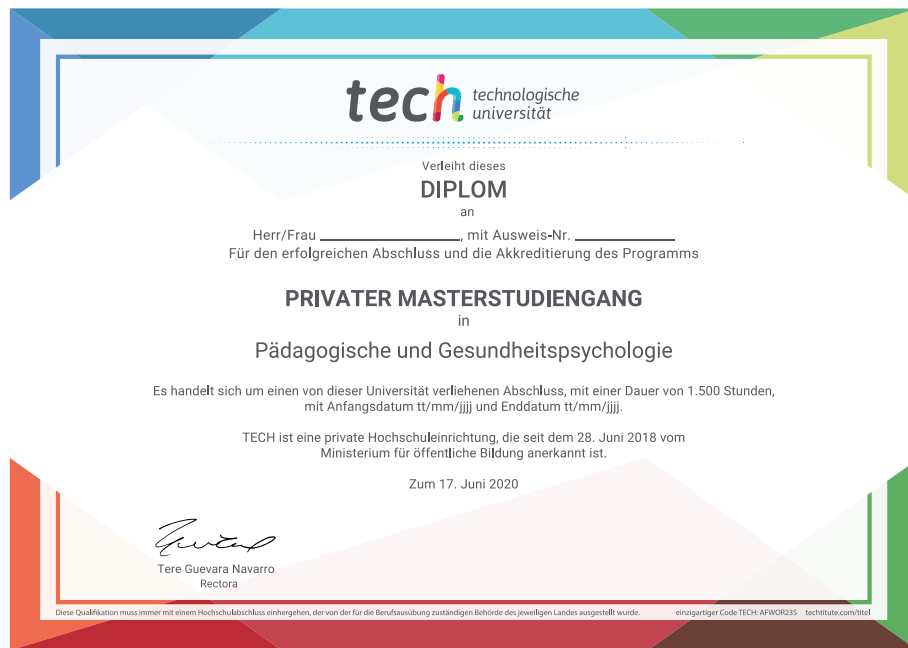 tech technologische
universität
Verleiht dieses
DIPLOM
an
Herr/Frau ________________, mit Ausweis-Nr. ____________
Für den erfolgreichen Abschluss und die Akkreditierung des Programms
PRIVATER MASTERSTUDIENGANG
in
Pädagogische und Gesundheitspsychologie
Es handelt sich um einen von dieser Universität verliehenen Abschluss, mit einer Dauer von 1.500 Stunden,
mit Anfangsdatum tt/mm/jjjj und Enddatum tt/mm/jjjj.
TECH ist eine private Hochschuleinrichtung, die seit dem 28. Juni 2018 vom
Ministerium für öffentliche Bildung anerkannt ist.
Zum 17. Juni 2020
Tere Guevara Navarro
Rectora
Diese Qualifikation muss immer mit einem Hochschulabschluss einhergehen, der von der für die Berufsausübung zuständigen Behörde des jeweiligen Landes ausgestellt wurde. einzigartiger Code TECH: AFWOR23S techtitute.com/titel